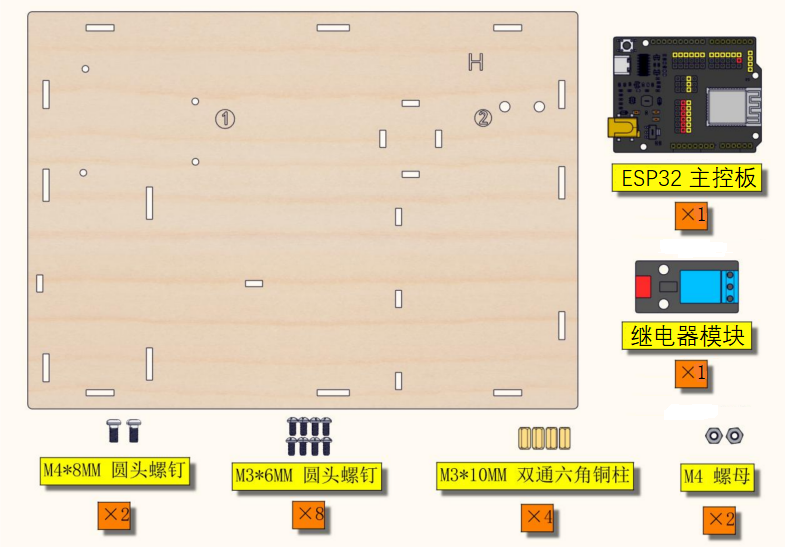 H
①
②
ESP32 主控板
×1
继电器模块
×1
M4*8MM 圆头螺钉
×2
M3*6MM 圆头螺钉
×8
M3*10MM 双通六角铜柱
×4
M4 螺母
×2